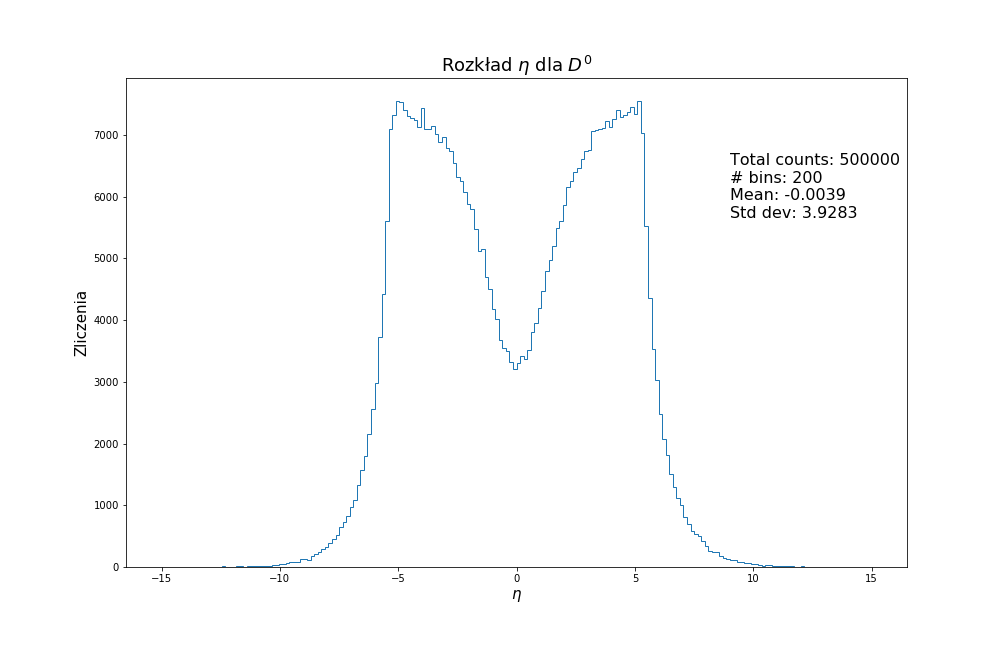 Rozkład η dla D⁰
Total counts: 500000
# bins: 200
Mean: -0.0039
Std dev: 3.9283
Zliczenia
7000
6000
5000
4000
3000
2000
1000
0
−15 −10 −5 0 5 10 15
η